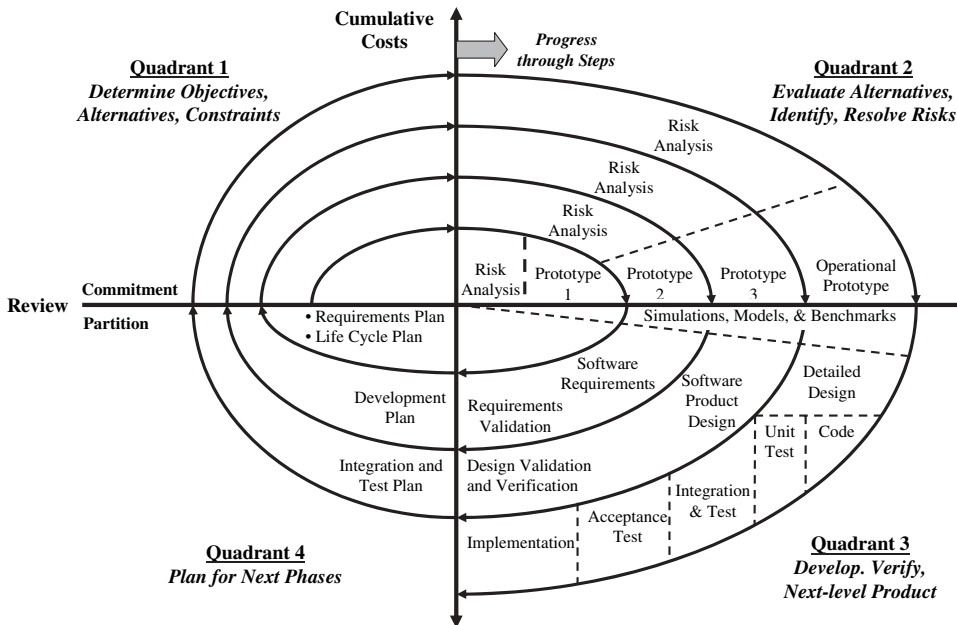 Cumulative
Costs
Progress
through Steps
Quadrant 1
Determine Objectives,
Alternatives, Constraints
Quadrant 2
Evaluate Alternatives,
Identify, Resolve Risks
Risk
Analysis
Risk
Analysis
Risk
Analysis
Risk
Analysis
Prototype
1
Prototype
2
Prototype
3
Operational
Prototype
Review
Commitment
Partition
• Requirements Plan
• Life Cycle Plan
Simulations, Models, & Benchmarks
Development
Plan
Software
Requirements
Requirements
Validation
Software
Product
Design
Detailed
Design
Unit
Test
Code
Integration and
Test Plan
Design Validation
and Verification
Integration
& Test
Acceptance
Test
Implementation
Quadrant 4
Plan for Next Phases
Quadrant 3
Develop. Verify,
Next-level Product